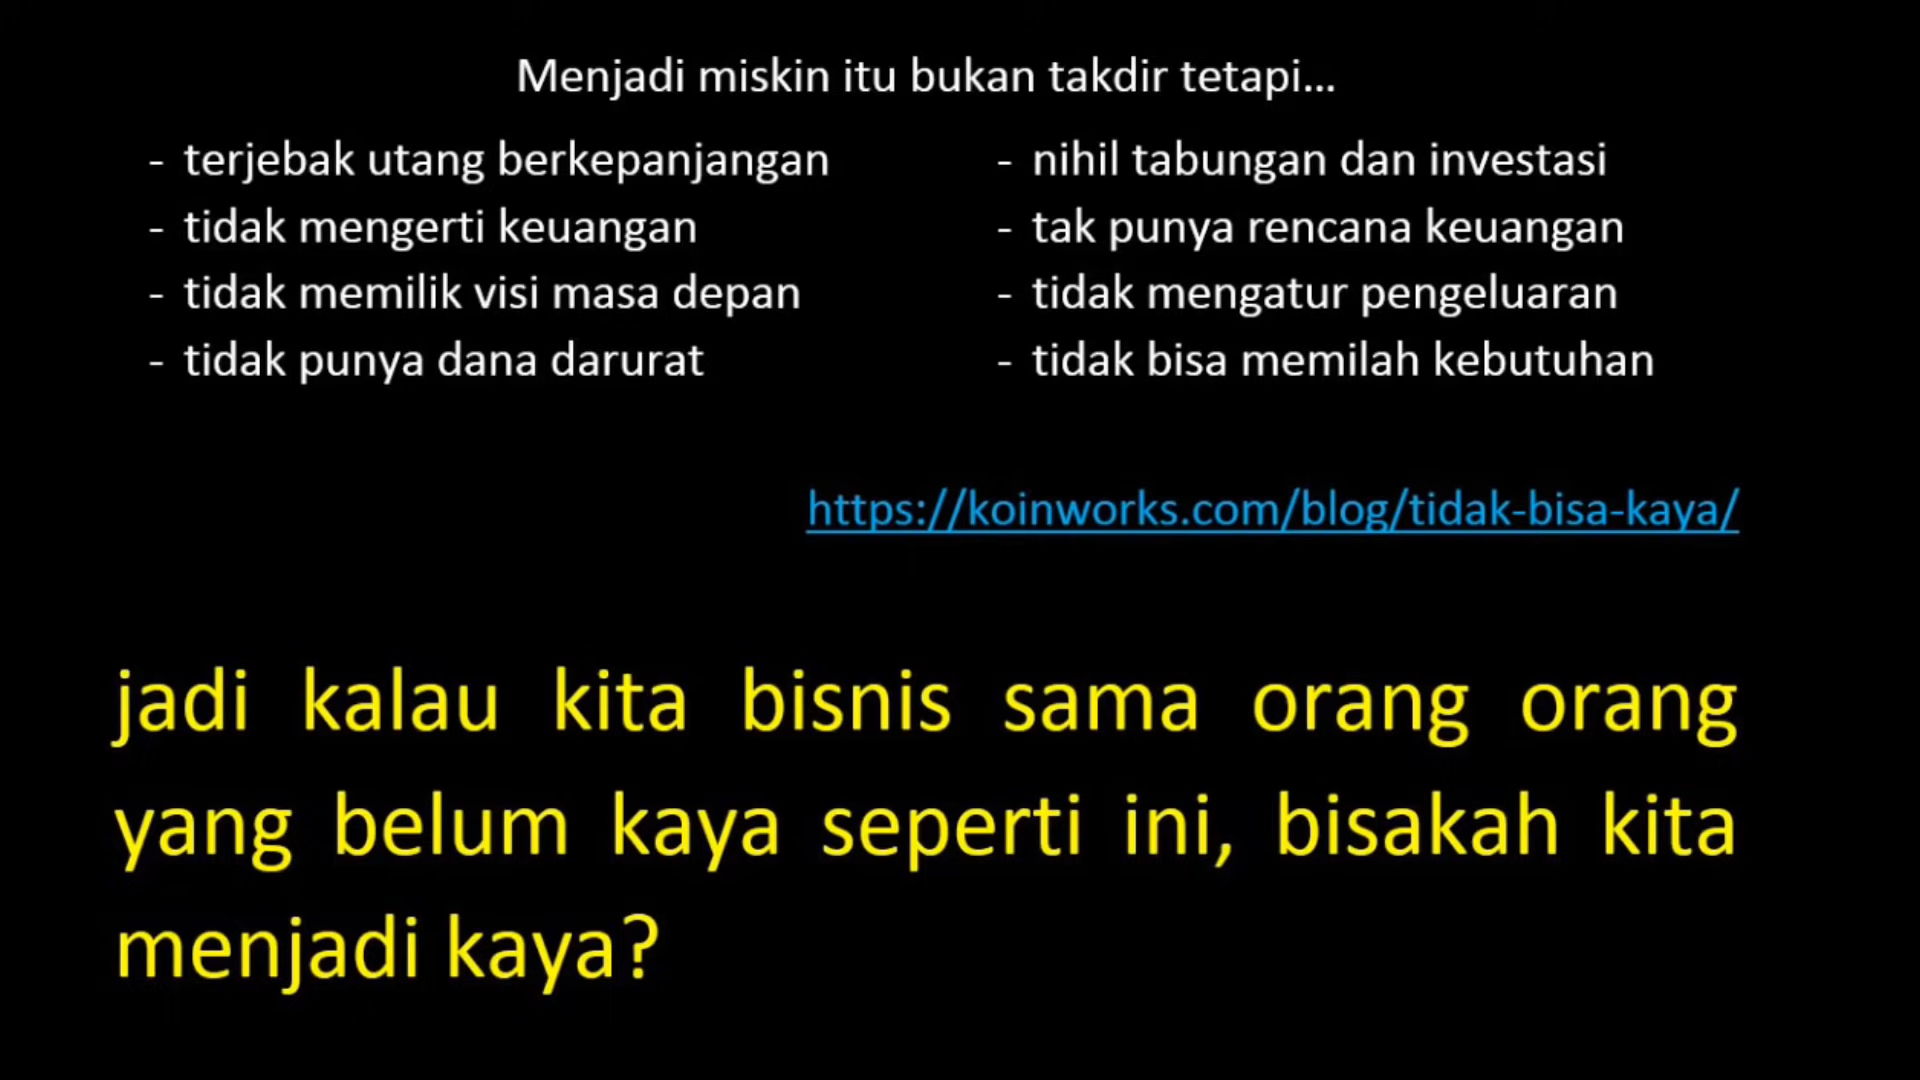 Menjadi miskin itu bukan takdir tetapi...
- terjebak utang berkepanjangan
- tidak mengerti keuangan
- tidak memilik visi masa depan
- tidak punya dana darurat
- nihil tabungan dan investasi
- tak punya rencana keuangan
- tidak mengatur pengeluaran
- tidak bisa memilah kebutuhan
https://koinworks.com/blog/tidak-bisa-kaya/
jadi kalau kita bisnis sama orang orang
yang belum kaya seperti ini, bisakah kita
menjadi kaya?